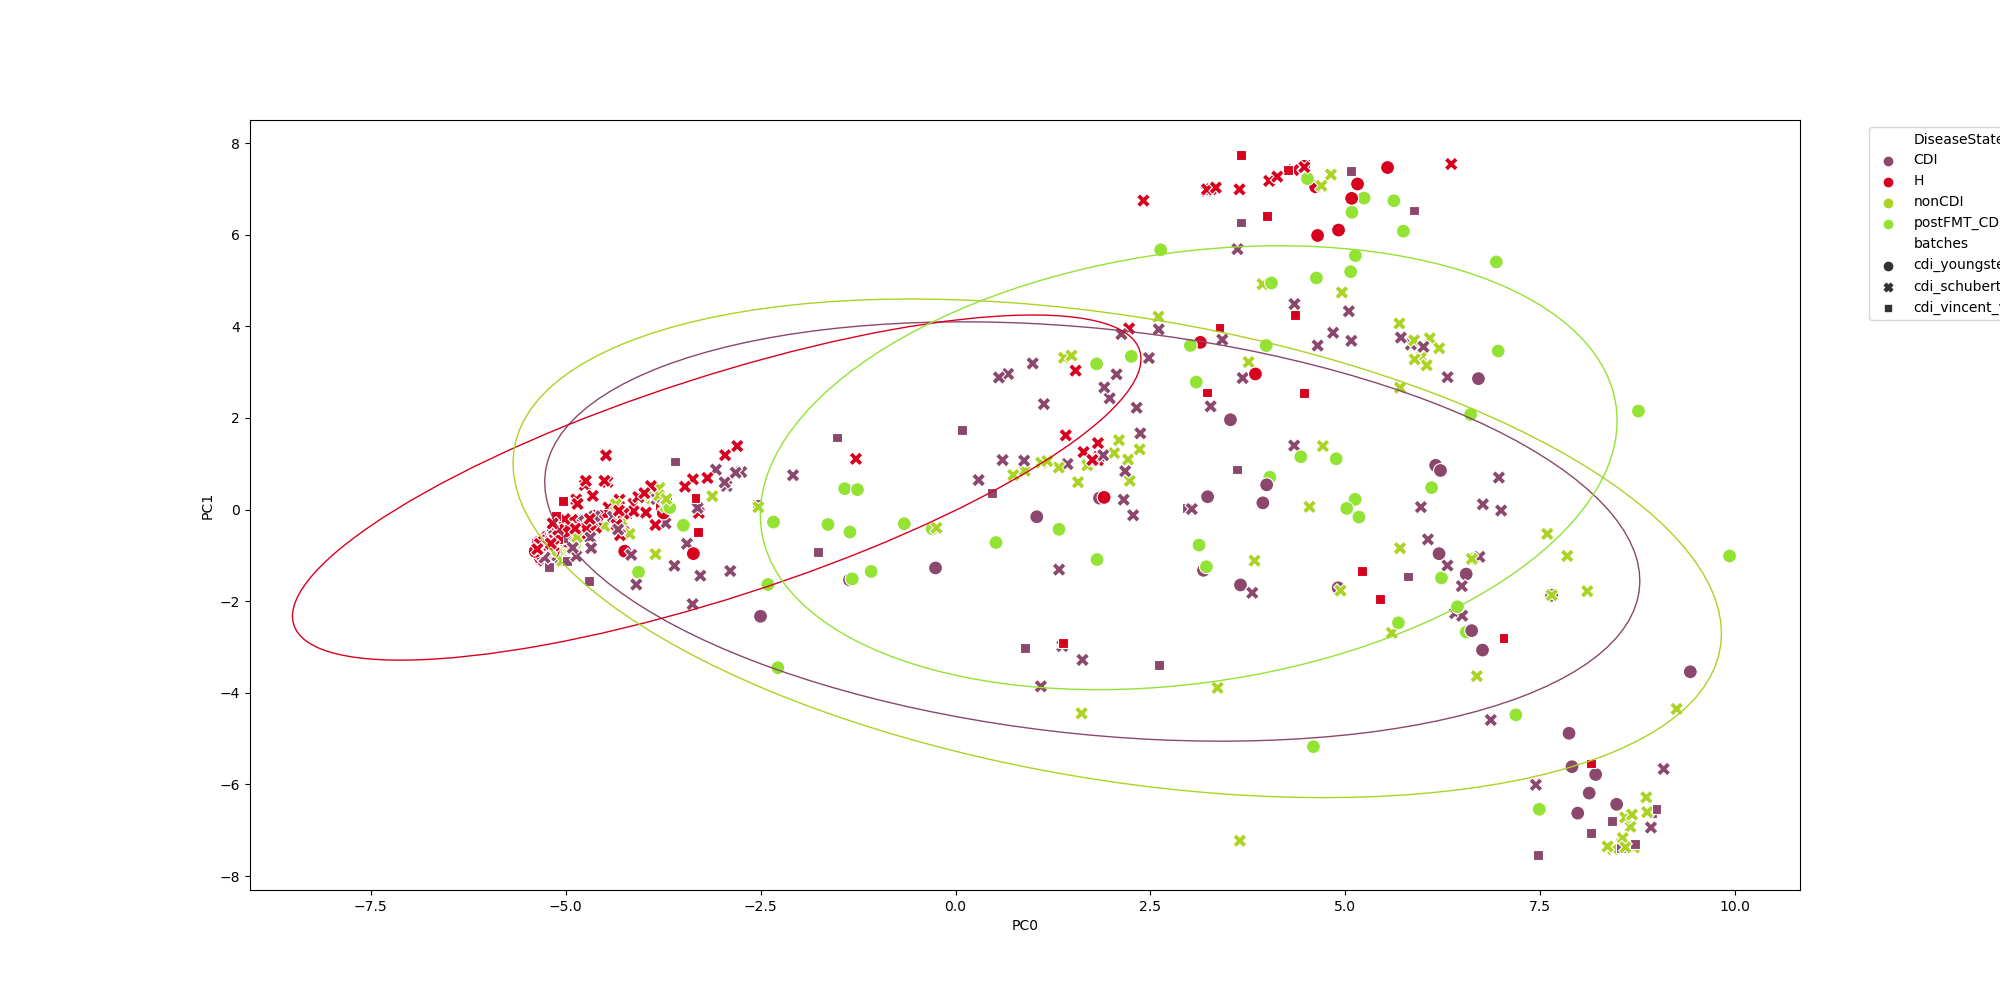 8
6
4
2
0
−2
−4
−6
−8
PC1
−7.5 −5.0 −2.5 0.0 2.5 5.0 7.5 10.0
PC0
DiseaseState
CDI
H
nonCDI
postFMT_CD
batches
cdi_youngste
cdi_schubert
cdi_vincent_